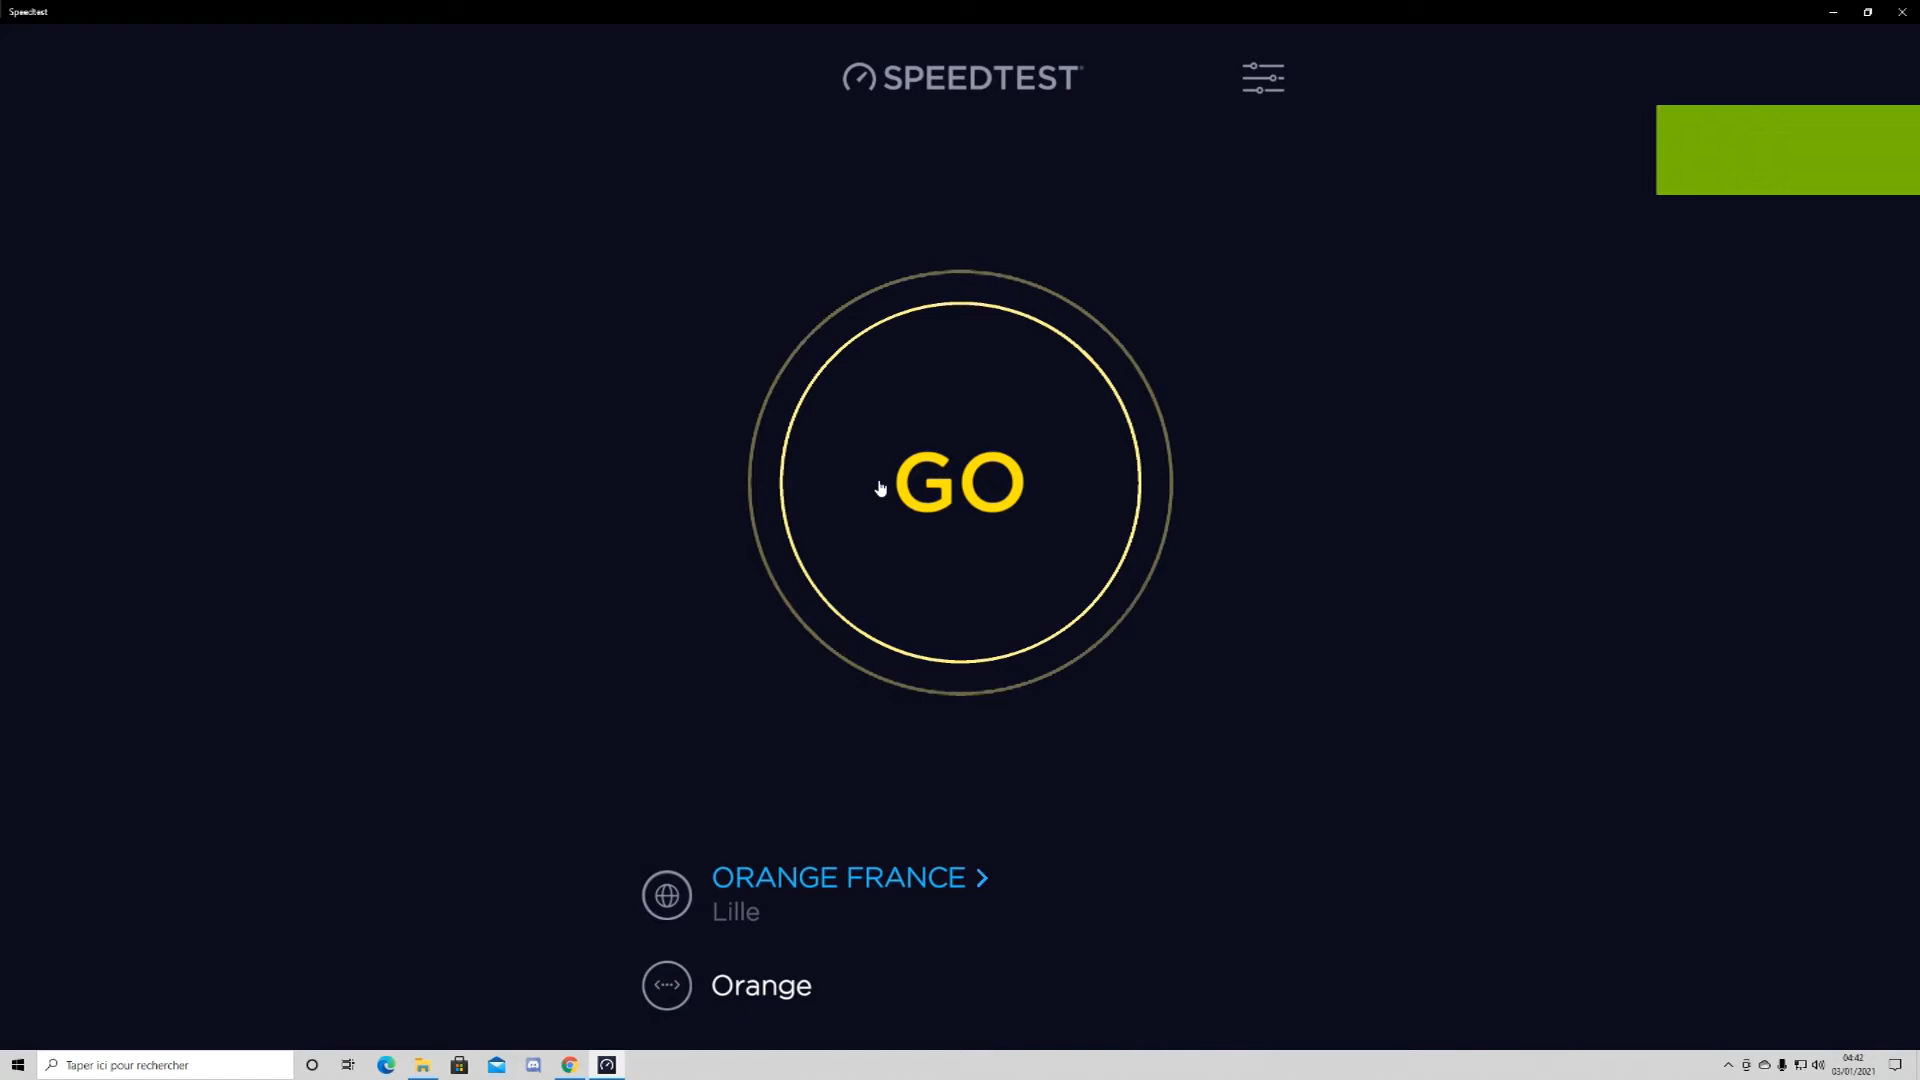 Speedtest
SPEEDTEST
GO
ORANGE FRANCE
Lille
Orange
Taper ici pour rechercher
04:42
03/01/2021